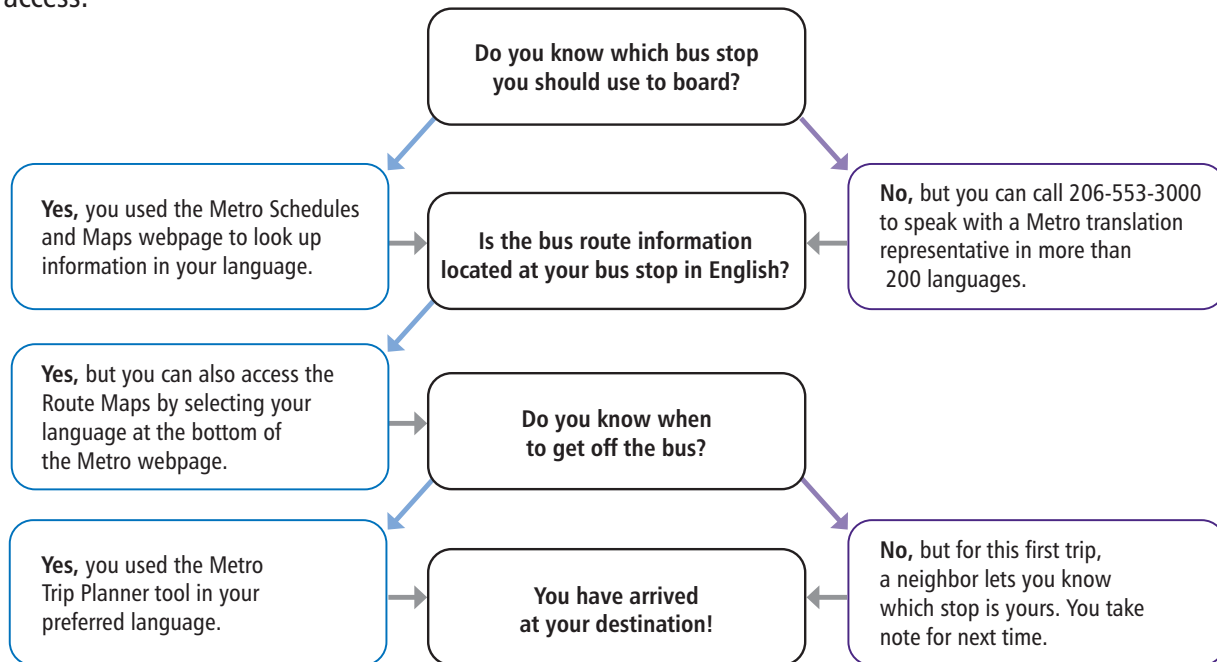 access.
Do you know which bus stop
you should use to board?
Yes, you used the Metro Schedules
and Maps webpage to look up
information in your language.
Is the bus route information
located at your bus stop in English?
No, but you can call 206-553-3000
to speak with a Metro translation
representative in more than
200 languages.
Yes, but you can also access the
Route Maps by selecting your
language at the bottom of
the Metro webpage.
Do you know when
to get off the bus?
Yes, you used the Metro
Trip Planner tool in your
preferred language.
You have arrived
at your destination!
No, but for this first trip,
a neighbor lets you know
which stop is yours. You take
note for next time.